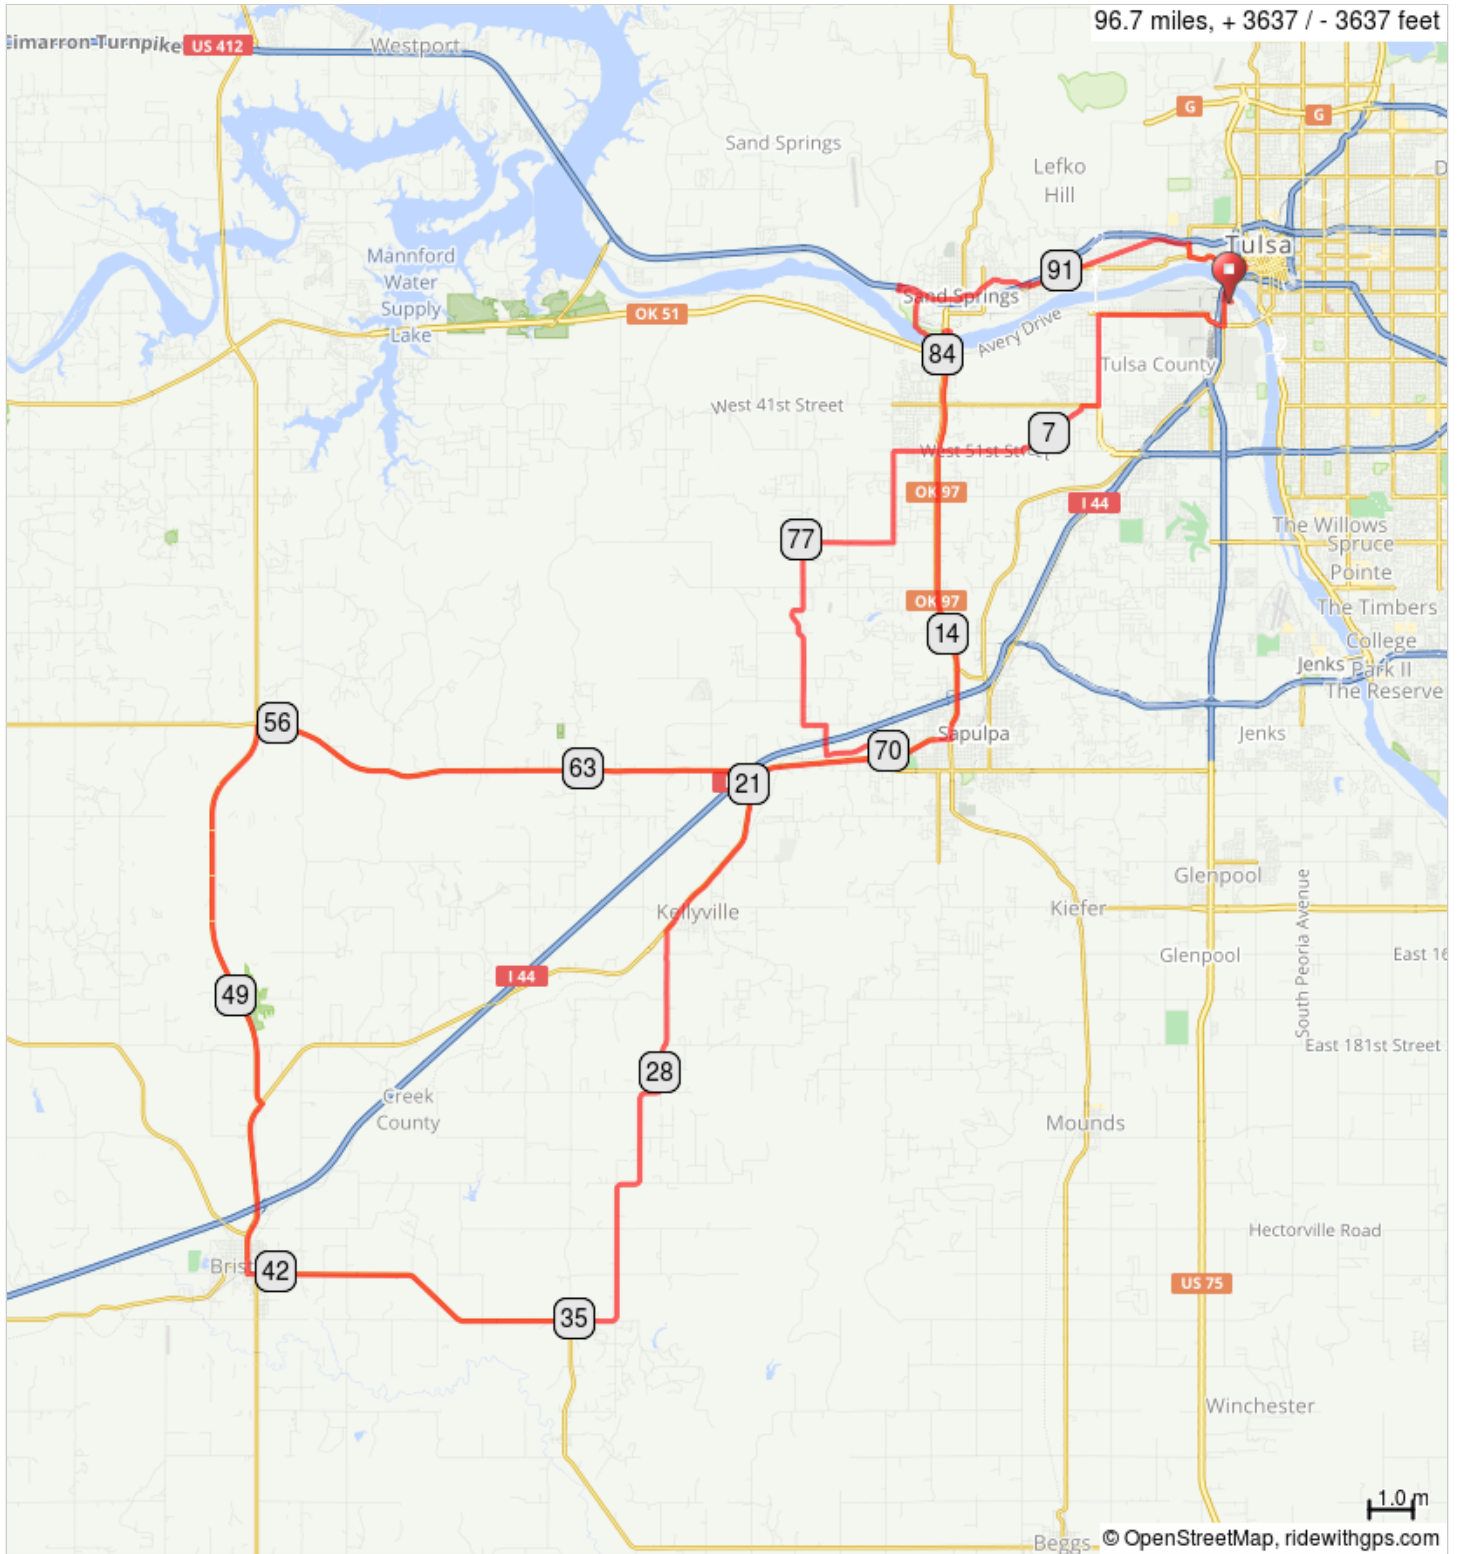 96.7 miles, + 3637 / - 3637 feet
Cimarron Turnpike
US 412
Westport
G
G
Sand Springs
Lefko
Hill
D
Mannford
Water
Supply
Lake
Tulsa
91
Sand Springs
OK 51
Avery Drive
84
Tulsa County
West 41st Street
7
West 51st Street
OK 97
I 44
The Willows
Spruce
Pointe
77
OK 97
The Timbers
14
College
Park II
Jenks
The Reserve
56
Sapulpa
Jenks
70
63
21
Glenpool
South Peoria Avenue
Kellyville
Kiefer
Glenpool
East 16
I 44
49
East 181st Street
28
Creek
County
Mounds
Hectorville Road
Brist
42
US 75
35
Winchester
1.0 m
Beggs
© OpenStreetMap, ridewithgps.com